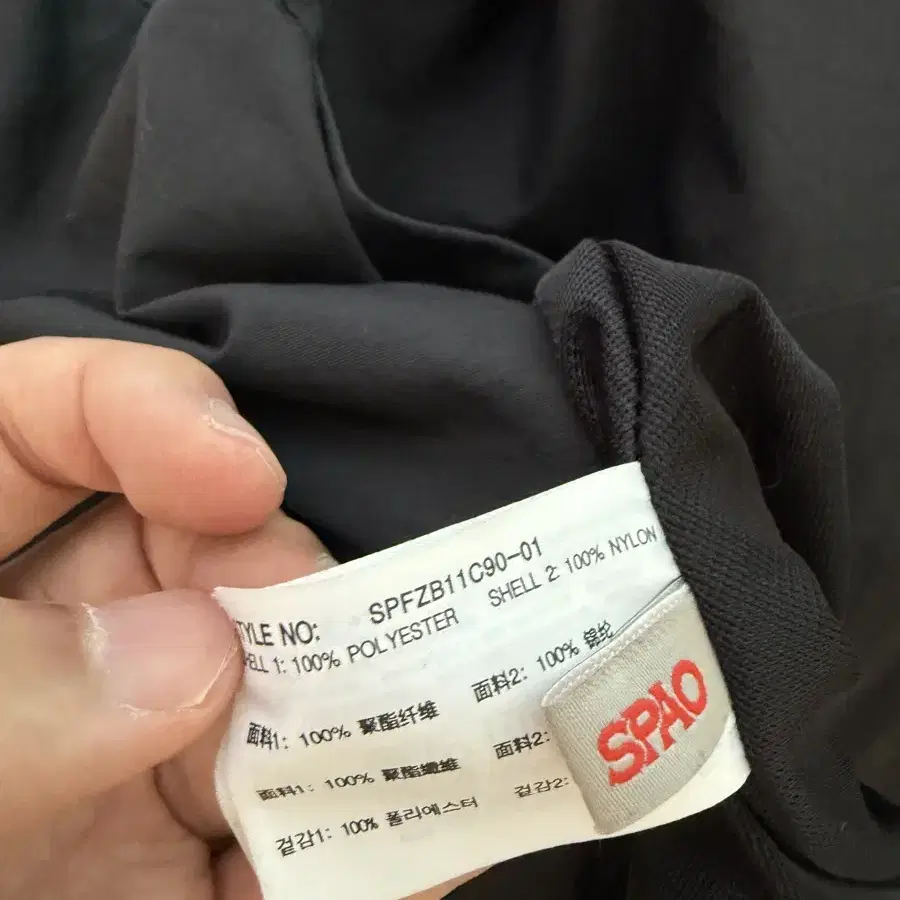 TYLE NO: SPFZB11C90-01
SHELL 1: 100% POLYESTER SHELL 2: 100% NYLON
面料1: 100% 聚酯纤维 面料2: 100% 锦纶
面料1: 100% 聚酯纖維 面料2:
겉감1: 100% 폴리에스터 겉감2:
SPAO